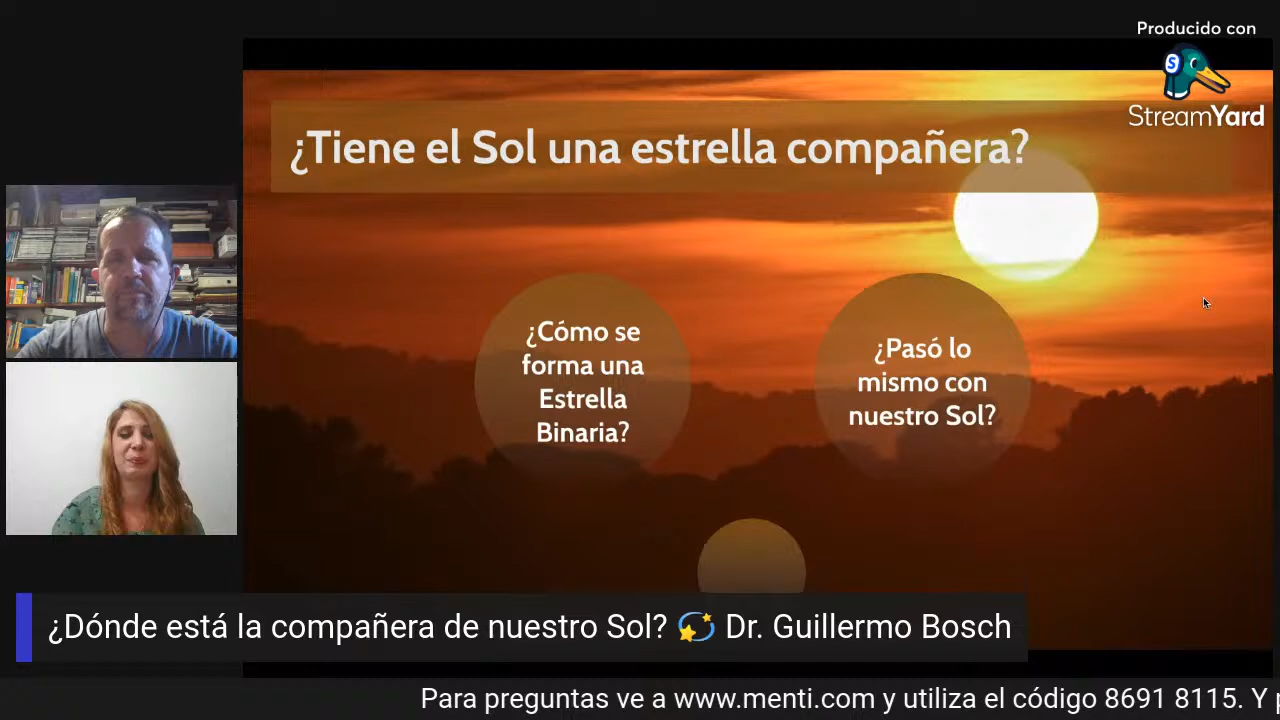 Producido con
StreamYard
¿Tiene el Sol una estrella compañera?
¿Cómo se
forma una
Estrella
Binaria?
¿Pasó lo
mismo con
nuestro Sol?
¿Dónde está la compañera de nuestro Sol? 💫 Dr. Guillermo Bosch
Para preguntas ve a www.menti.com y utiliza el código 8691 8115. Y